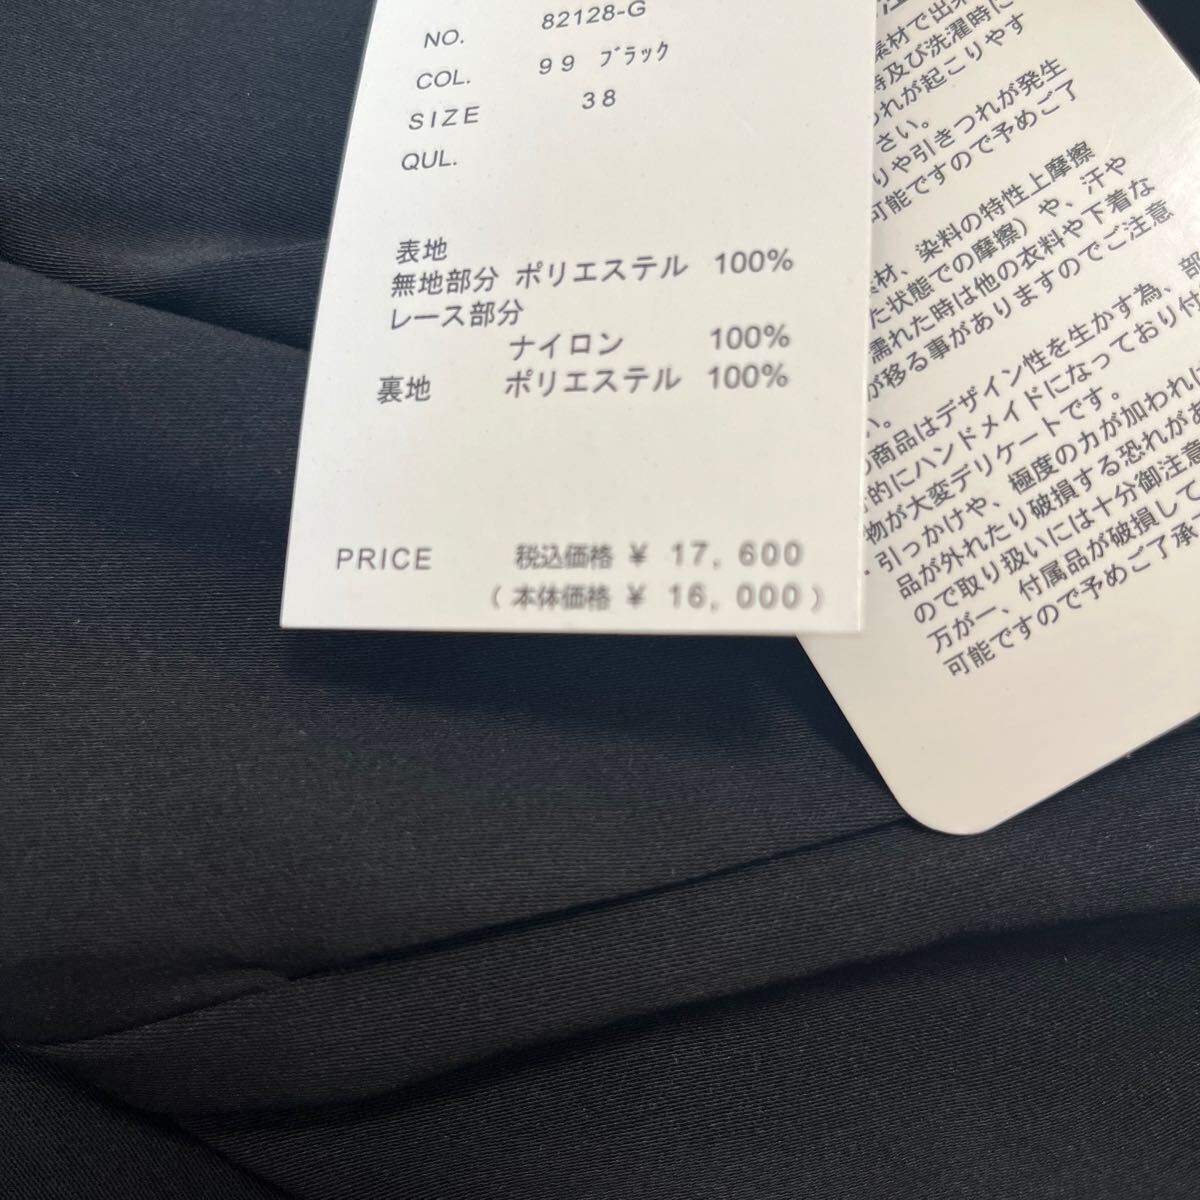 NO. 82128-G
COL. 99 ブラック
SIZE 38
QUL.
表地
無地部分 ポリエステル 100%
レース部分
ナイロン 100%
裏地 ポリエステル 100%
PRICE 税込価格 ¥ 17,600
(本体価格 ¥ 16,000)
素材で出来
時及び洗濯時に
つれが起こりやす
さい。
りや引きつれが発生
可能ですので予めご了
素材、染料の特性上摩擦
た状態での摩擦)や、汗や
濡れた時は他の衣料や下着な
が移る事がありますのでご注意
い。
商品はデザイン性を生かす為、部
的にハンドメイドになっており付
物が大変デリケートです。
・引っかけや、極度の力が加われば
品が外れたり破損する恐れがあ
ので取り扱いには十分御注意
万が一、付属品が破損して
可能ですので予めご了承